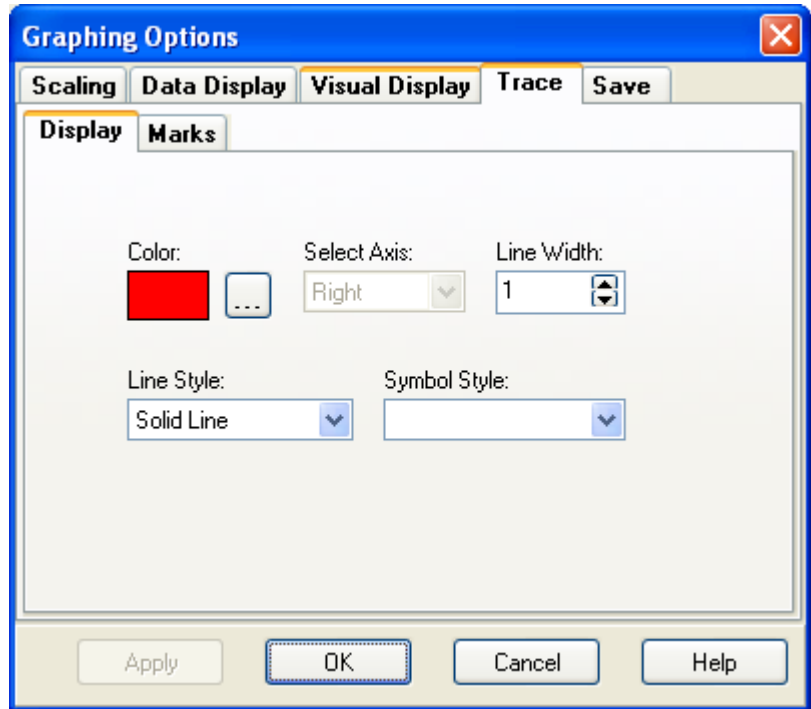 Graphing Options
Scaling Data Display Visual Display Trace Save
Display Marks
Color: Select Axis: Line Width:
... Right 1
Line Style: Symbol Style:
Solid Line
Apply OK Cancel Help